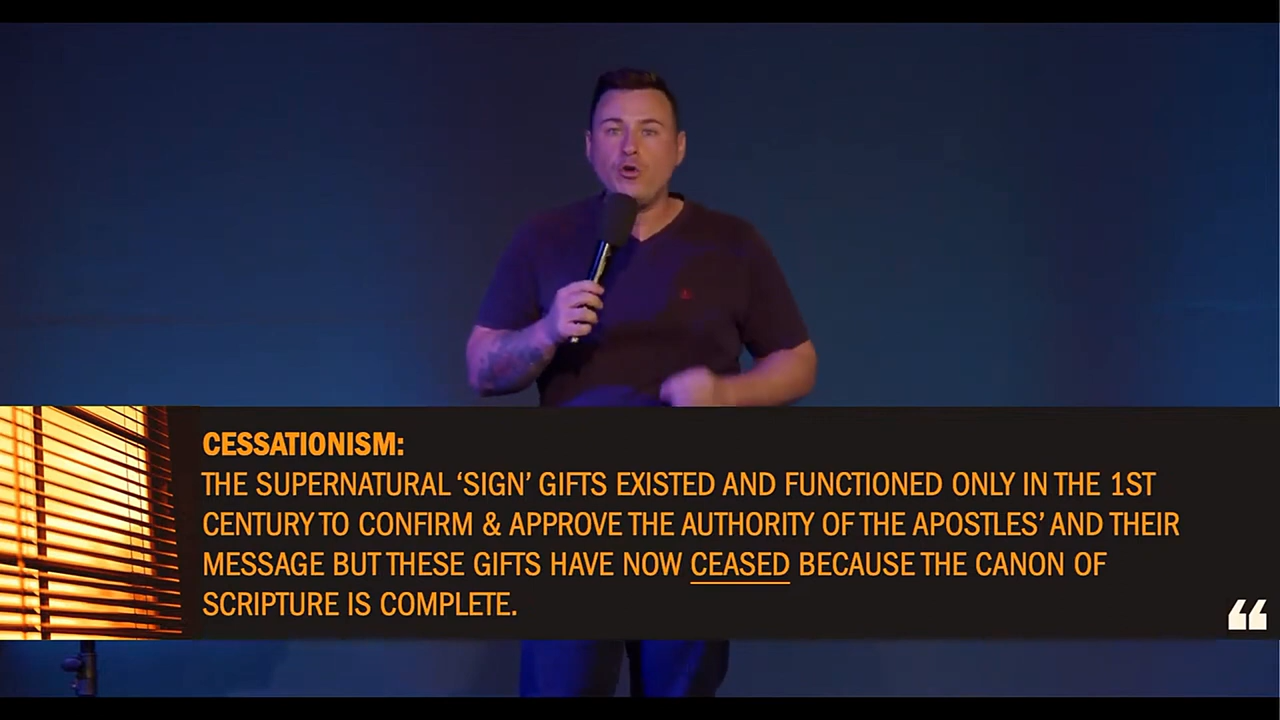 CESSATIONISM:
THE SUPERNATURAL ‘SIGN’ GIFTS EXISTED AND FUNCTIONED ONLY IN THE 1ST
CENTURY TO CONFIRM & APPROVE THE AUTHORITY OF THE APOSTLES’ AND THEIR
MESSAGE BUT THESE GIFTS HAVE NOW CEASED BECAUSE THE CANON OF
SCRIPTURE IS COMPLETE.
“